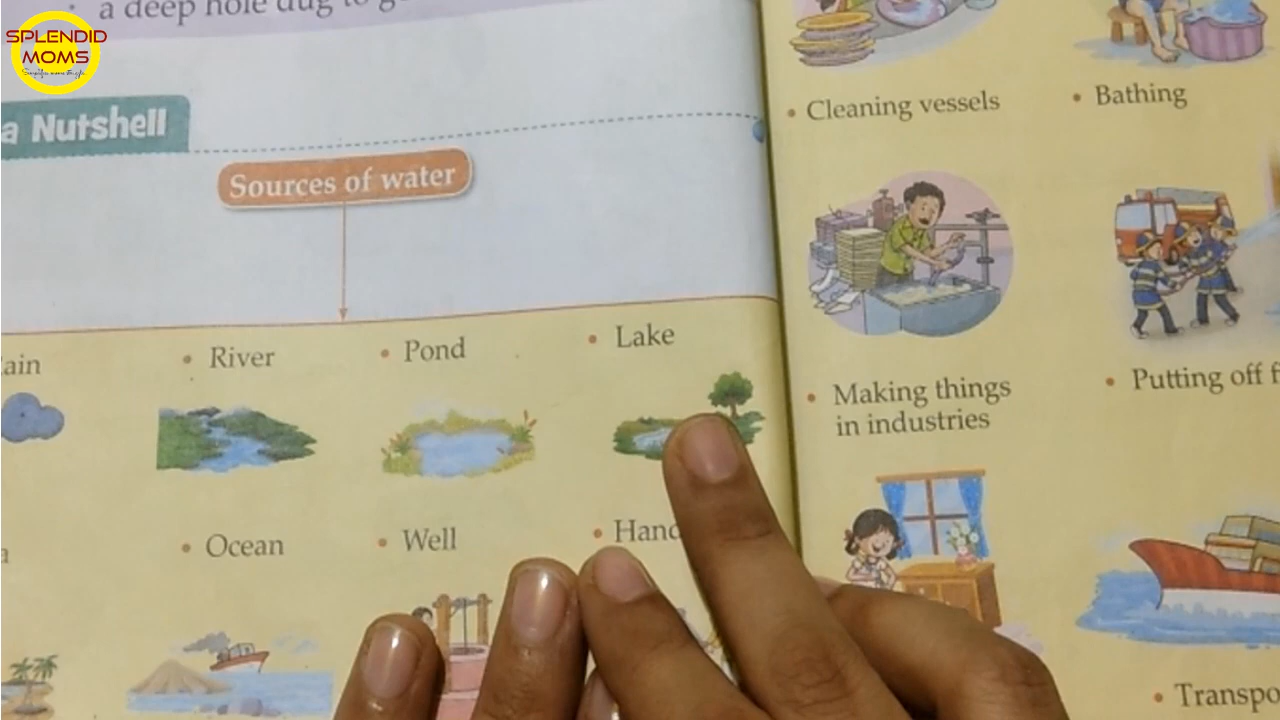 SPLENDID
MOMS
a deep hole dug to
a Nutshell
Sources of water
River
Pond
Lake
Ocean
Well
Cleaning vessels
Bathing
Making things
in industries
Putting off